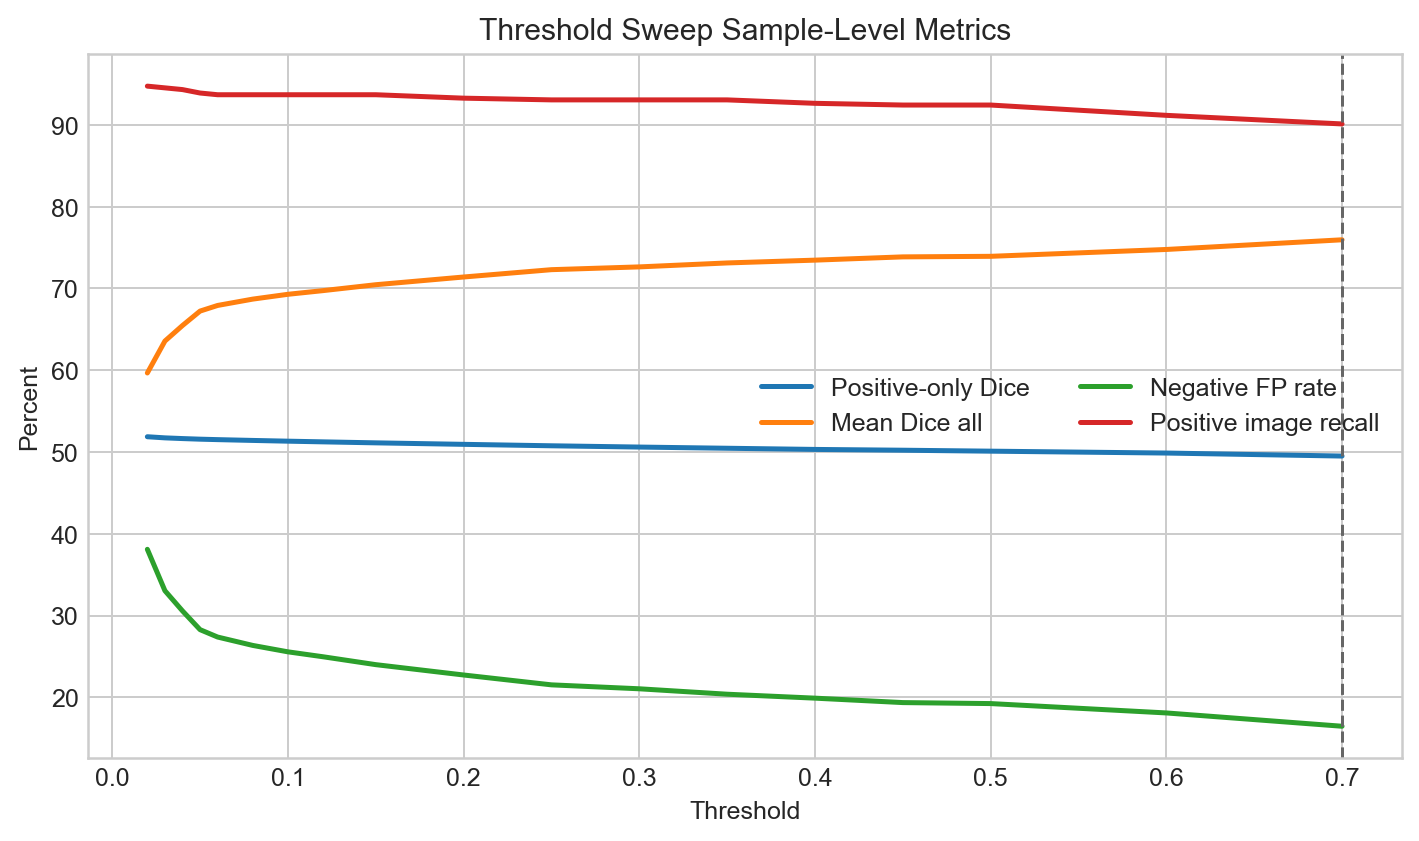 Threshold Sweep Sample-Level Metrics
Percent
90
80
70
60
50
40
30
20
Positive-only Dice
Mean Dice all
Negative FP rate
Positive image recall
0.0 0.1 0.2 0.3 0.4 0.5 0.6 0.7
Threshold